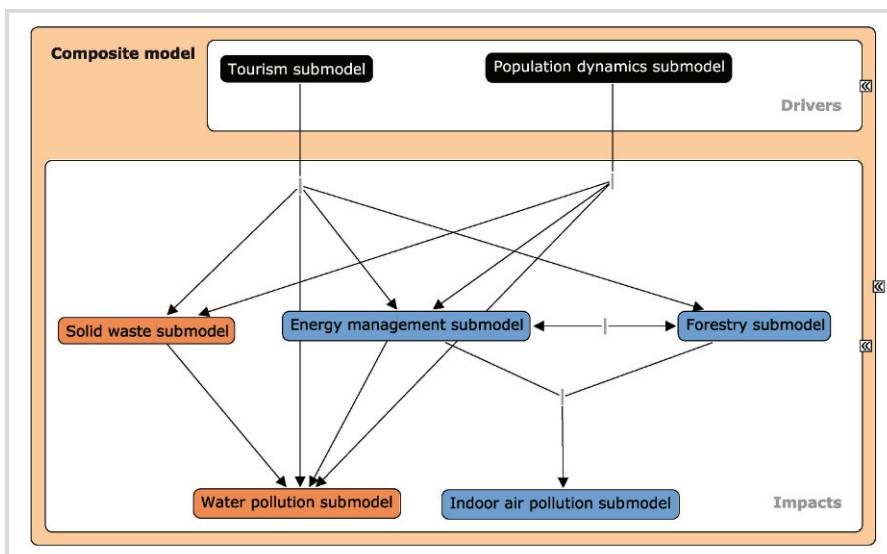 Composite model
Tourism submodel
Population dynamics submodel
Drivers
Solid waste submodel
Energy management submodel
Forestry submodel
Water pollution submodel
Indoor air pollution submodel
Impacts